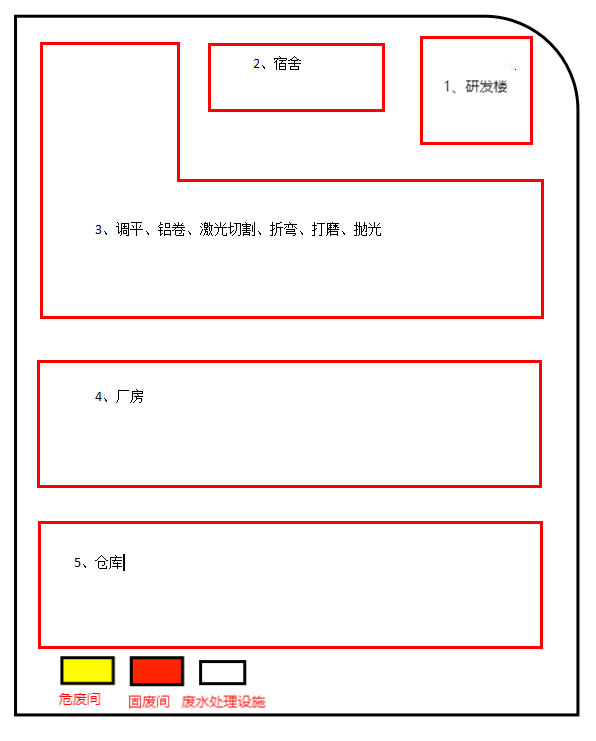 2、宿舍
1、研发楼
3、调平、铝卷、激光切割、折弯、打磨、抛光
4、厂房
5、仓库
危废间
固废间
废水处理设施